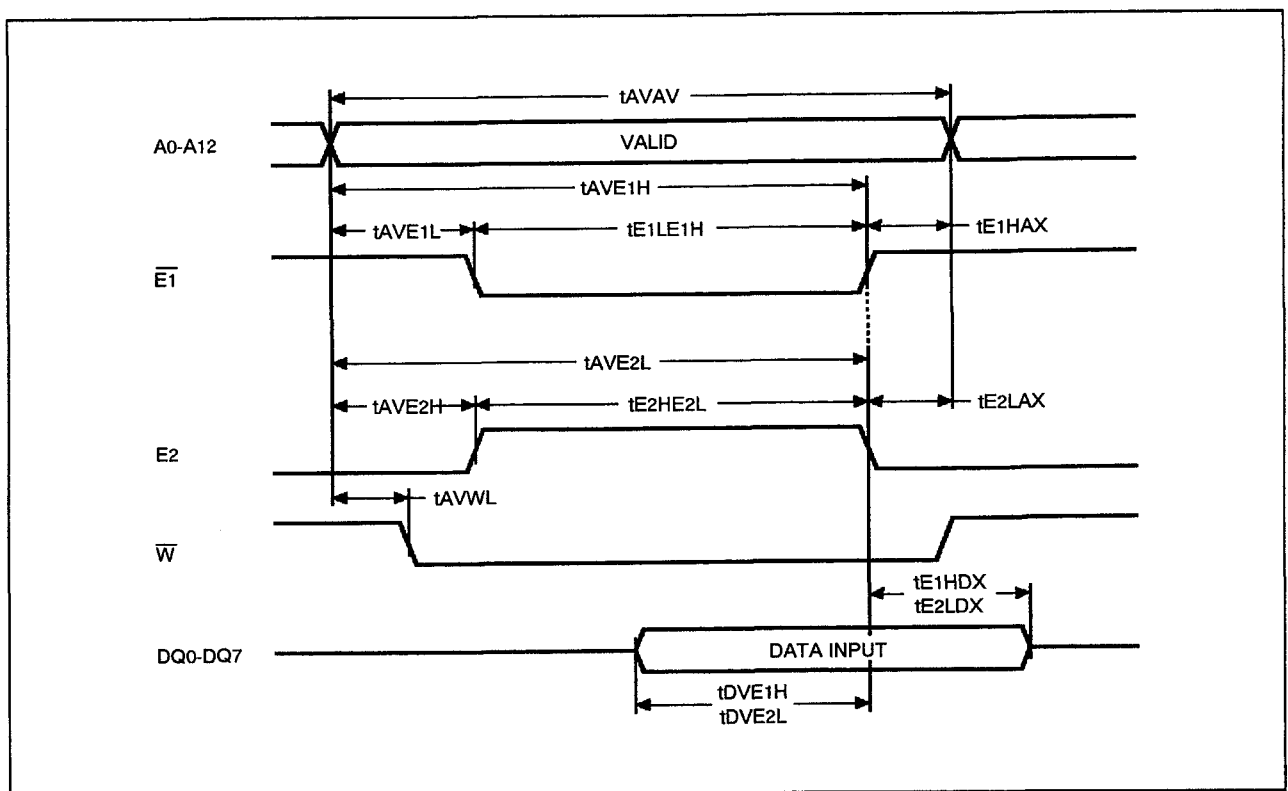 tAVAV
A0-A12
VALID
tAVE1H
tAVE1L
tE1LE1H
tE1HAX
E1
tAVE2L
tAVE2H
tE2HE2L
tE2LAX
E2
tAVWL
W
tE1HDX
tE2LDX
DQ0-DQ7
DATA INPUT
tDVE1H
tDVE2L